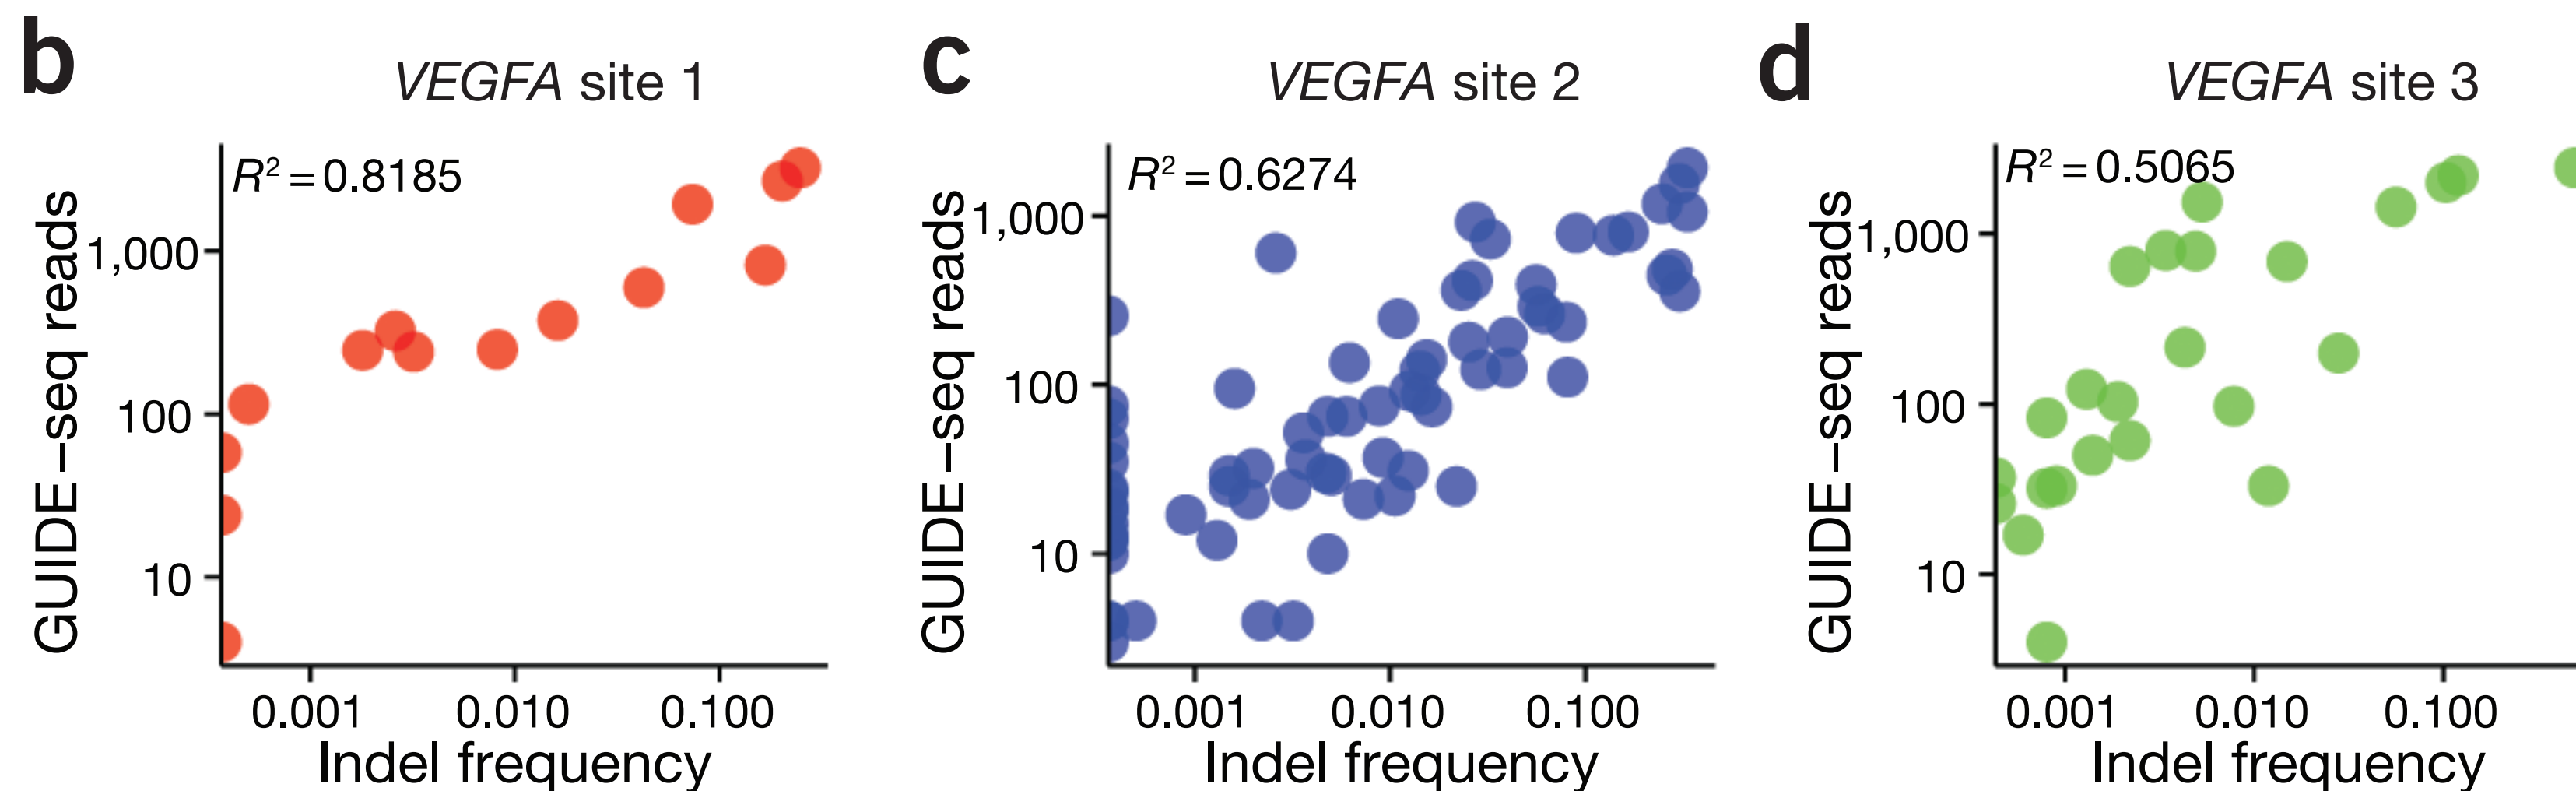 b
VEGFA site 1
R² = 0.8185
GUIDE–seq reads
1,000
100
10
0.001 0.010 0.100
Indel frequency
c
VEGFA site 2
R² = 0.6274
GUIDE–seq reads
1,000
100
10
0.001 0.010 0.100
Indel frequency
d
VEGFA site 3
R² = 0.5065
GUIDE–seq reads
1,000
100
10
0.001 0.010 0.100
Indel frequency